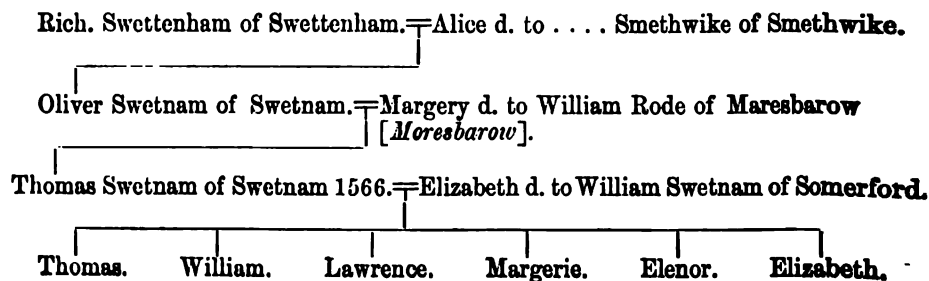 Rich. Swettenham of Swettenham.=Alice d. to .... Smethwike of Smethwike.
Oliver Swetnam of Swetnam.=Margery d. to William Rode of Maresbarow
[Moresbarow].
Thomas Swetnam of Swetnam 1566.=Elizabeth d. to William Swetnam of Somerford.
Thomas. William. Lawrence. Margerie. Elenor. Elizabeth.